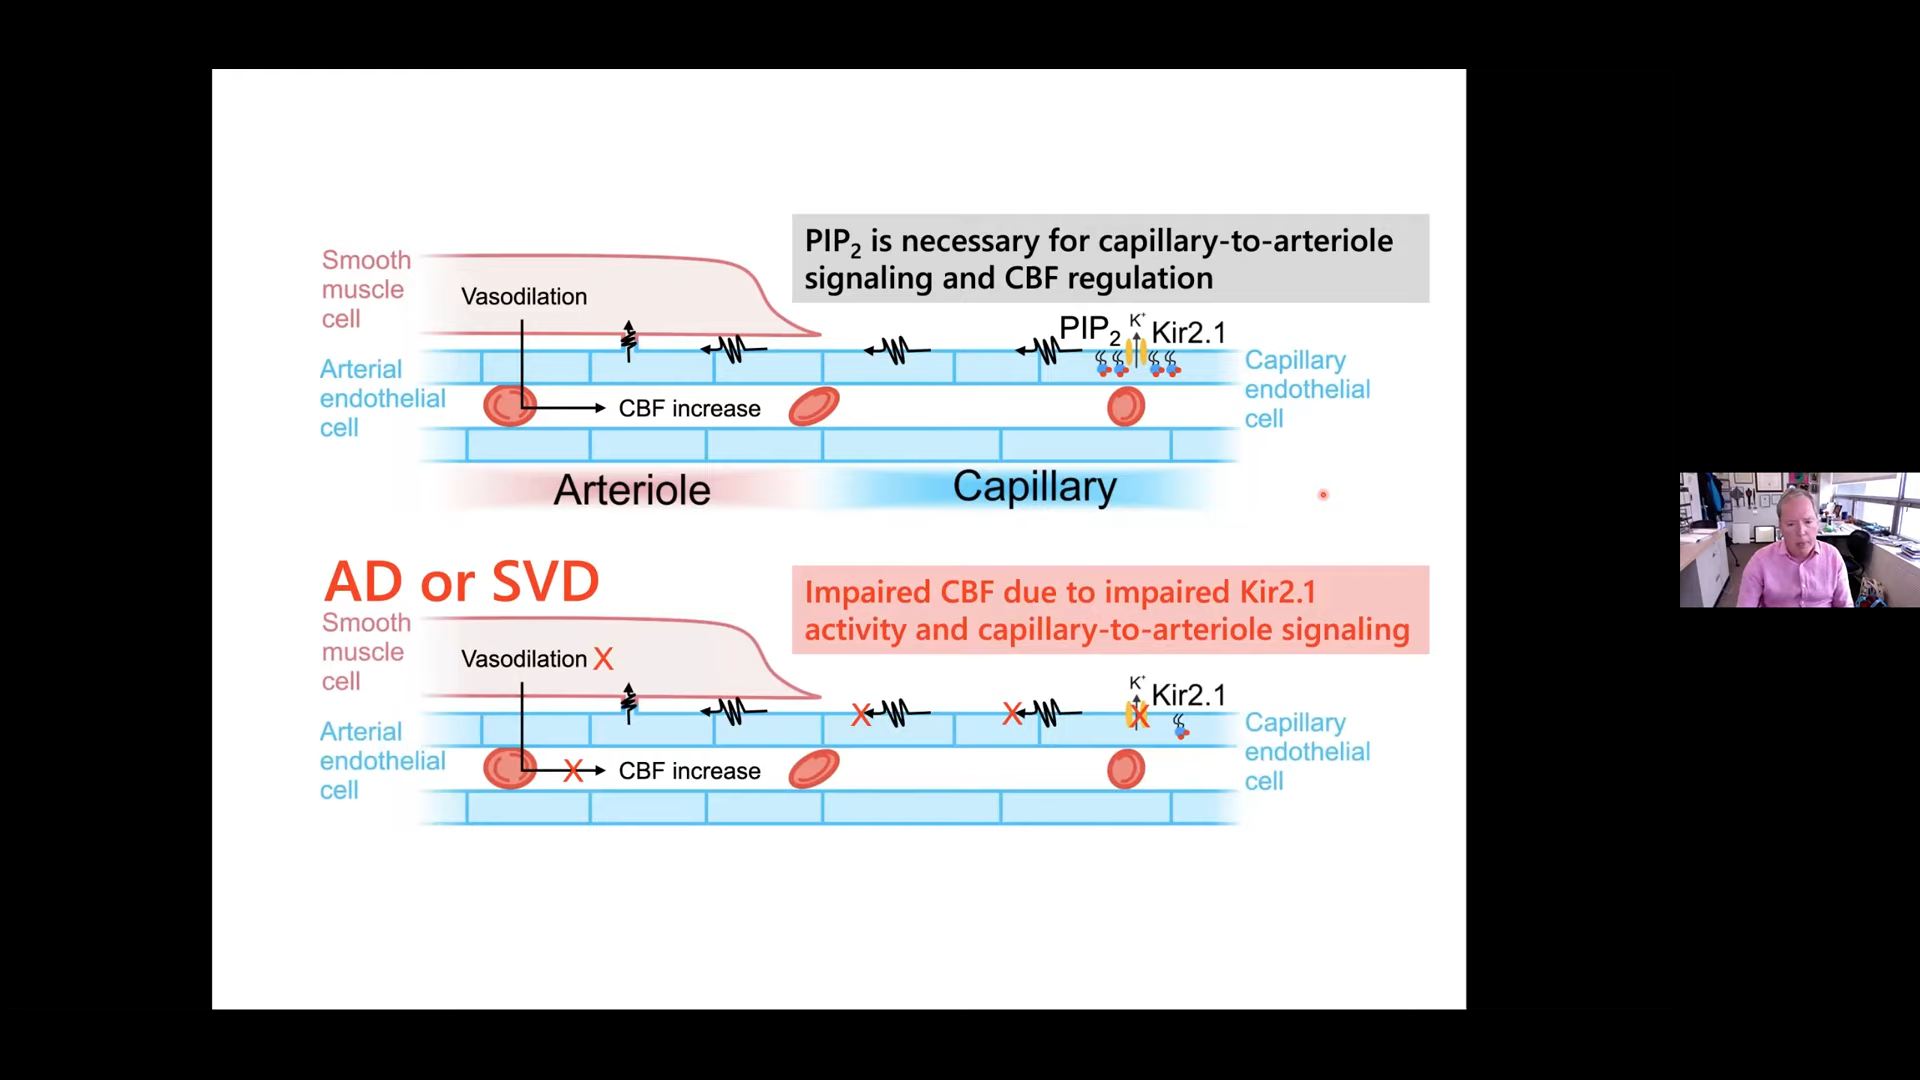 PIP₂ is necessary for capillary-to-arteriole
signaling and CBF regulation
Smooth
muscle
cell
Vasodilation
PIP₂
K⁺
Kir2.1
Arterial
endothelial
cell
CBF increase
Capillary
endothelial
cell
Arteriole
Capillary
AD or SVD
Impaired CBF due to impaired Kir2.1
activity and capillary-to-arteriole signaling
Smooth
muscle
cell
Vasodilation X
K⁺
Kir2.1
X
X
X
Arterial
endothelial
cell
X
CBF increase
Capillary
endothelial
cell